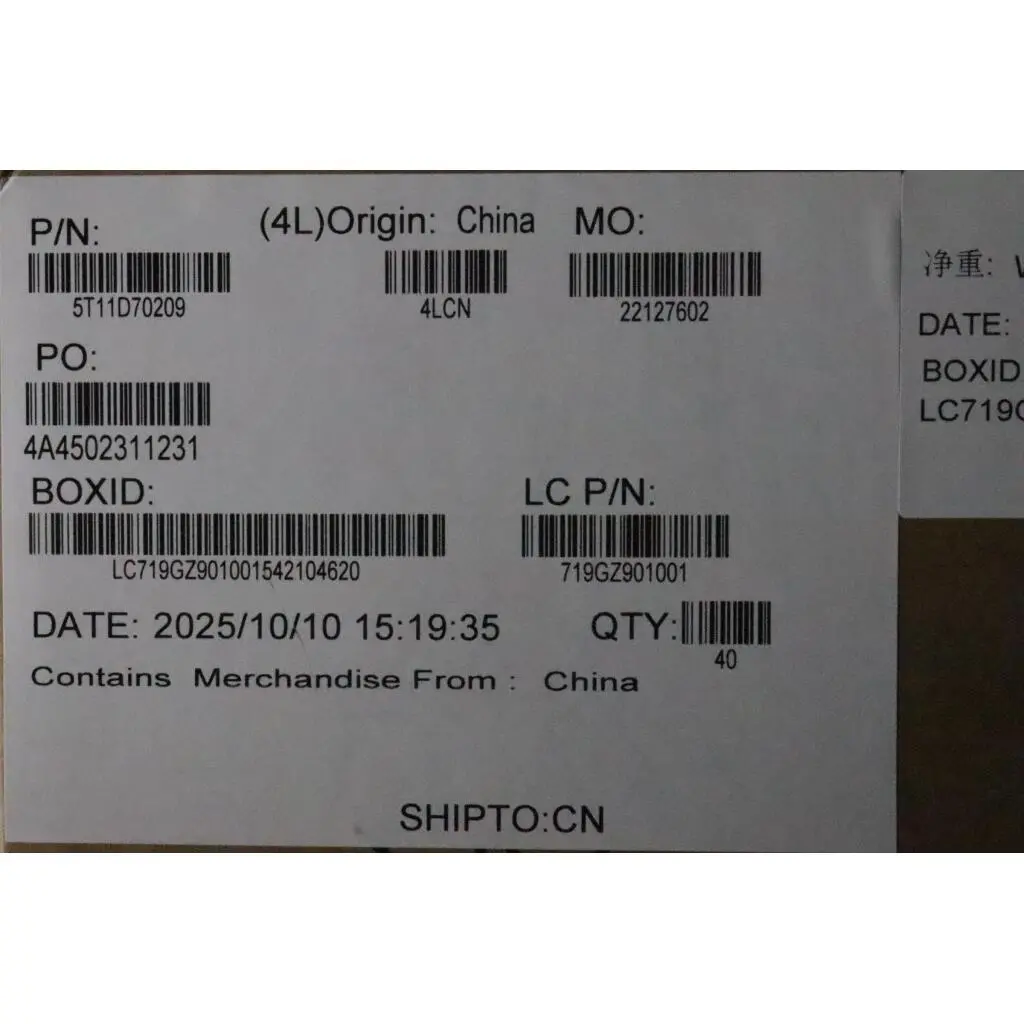 P/N:
(4L)Origin: China
MO:
5T11D70209
4LCN
22127602
PO:
4A4502311231
BOXID:
LC P/N:
LC719GZ901001542104620
719GZ901001
DATE: 2025/10/10 15:19:35
QTY:
40
Contains Merchandise From : China
SHIPTO:CN
净重:
DATE:
BOXID
LC719G